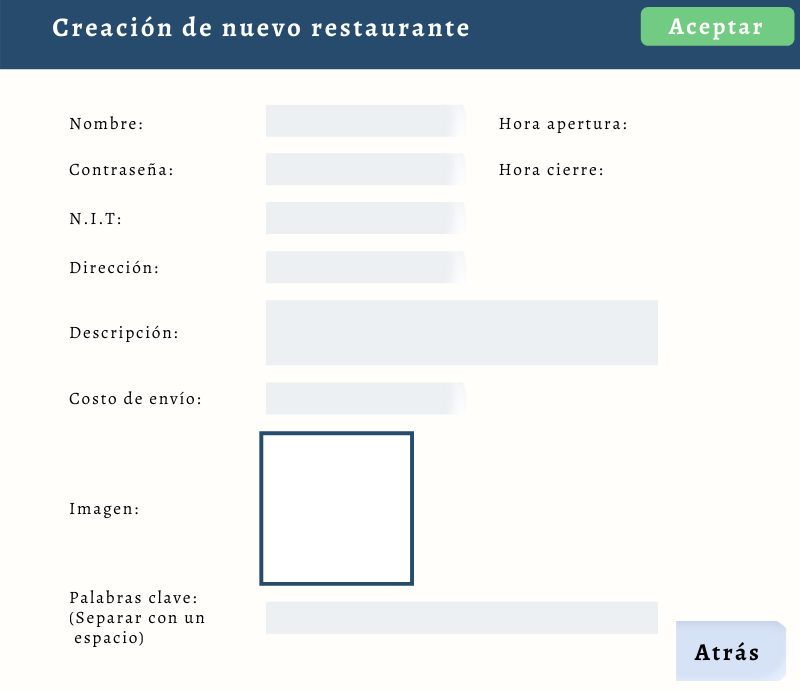 Creación de nuevo restaurante
Aceptar
Nombre:
Hora apertura:
Contraseña:
Hora cierre:
N.I.T:
Dirección:
Descripción:
Costo de envío:
Imagen:
Palabras clave:
(Separar con un
espacio)
Atrás